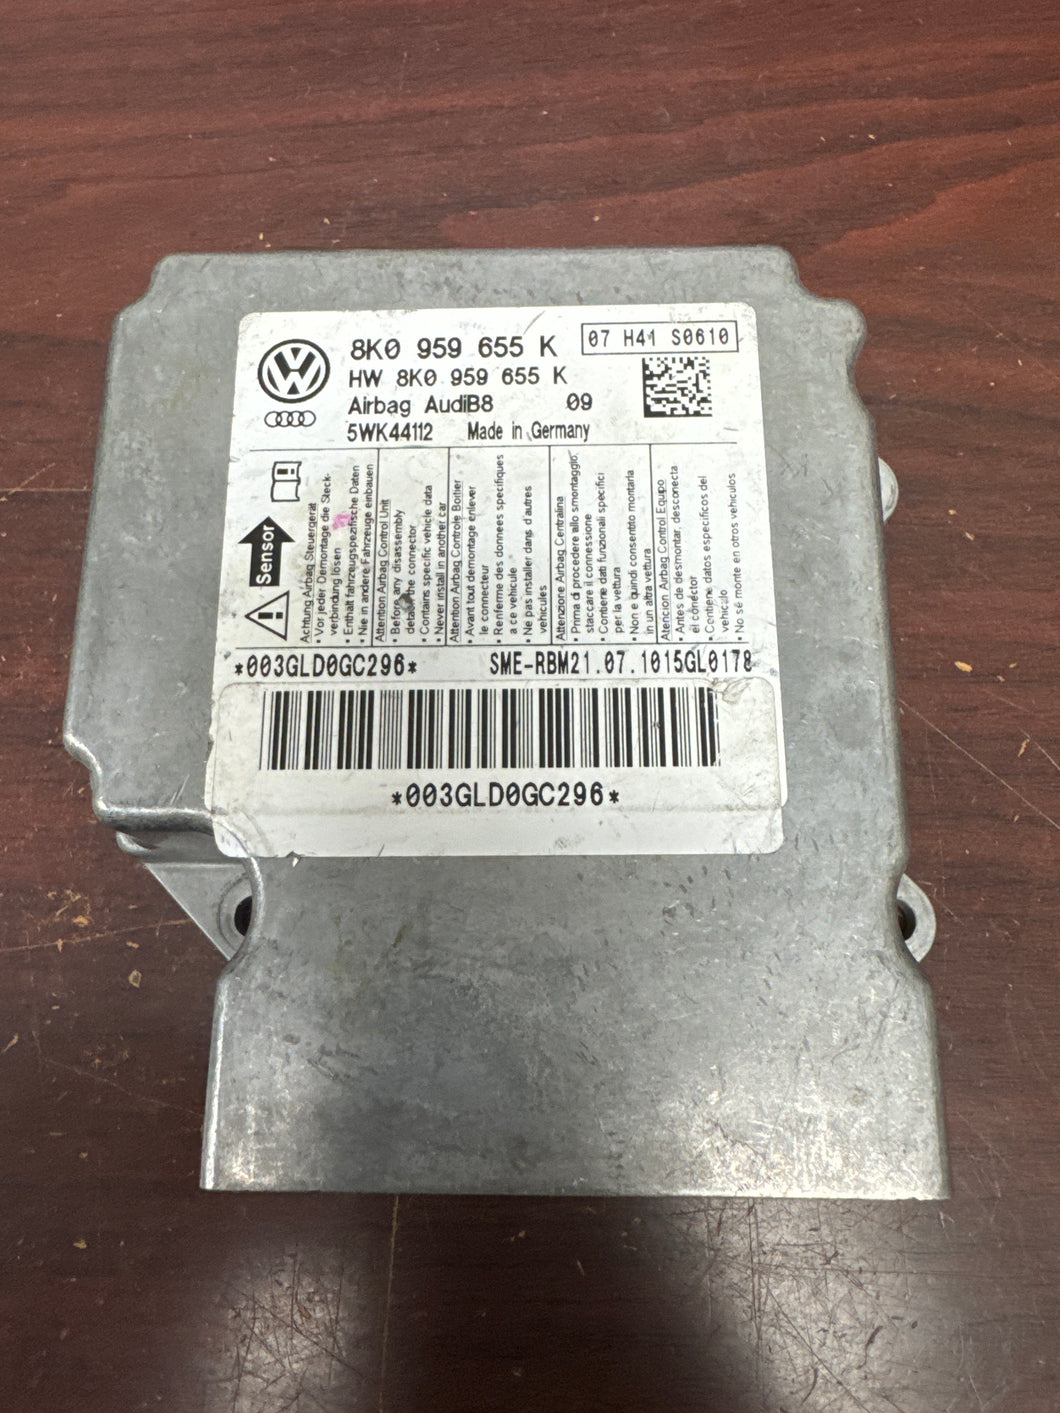 8K0 959 655 K
07 H41 S0610
HW 8K0 959 655 K
Airbag AudiB8 09
5WK44112 Made in Germany
Sensor
Achtung Airbag Steuergerät
• Vor jeder Demontage die Steck-
verbindung lösen
• Enthält fahrzeugspezifische Daten
• Nie in andere Fahrzeuge einbauen
Attention Airbag Control Unit
• Before any disassembly
the connector
• Contains specific vehicle data
• Never install in another car
Attention Airbag Controle Boitier
• Avant tout demontage enlever
le connecteur
• Renferme des donnees specifiques
a ce vehicule
• Ne pas installer dans d'autres
vehicules
Attenzione Airbag Centralina
• Prima di procedere allo smontaggio,
staccare il connessione
• Contiene dati funzionali specifici
per la vettura
• Non e quindi consentito montarla
in un altra vettura
Atencion Airbag Control Equipo
• Antes de desmontar, desconecta
el conector
• Contiene datos especificos del
vehiculo
• No se monte en otros vehiculos
*003GLD0GC296* SME-RBM21.07.1015GL0178
*003GLD0GC296*